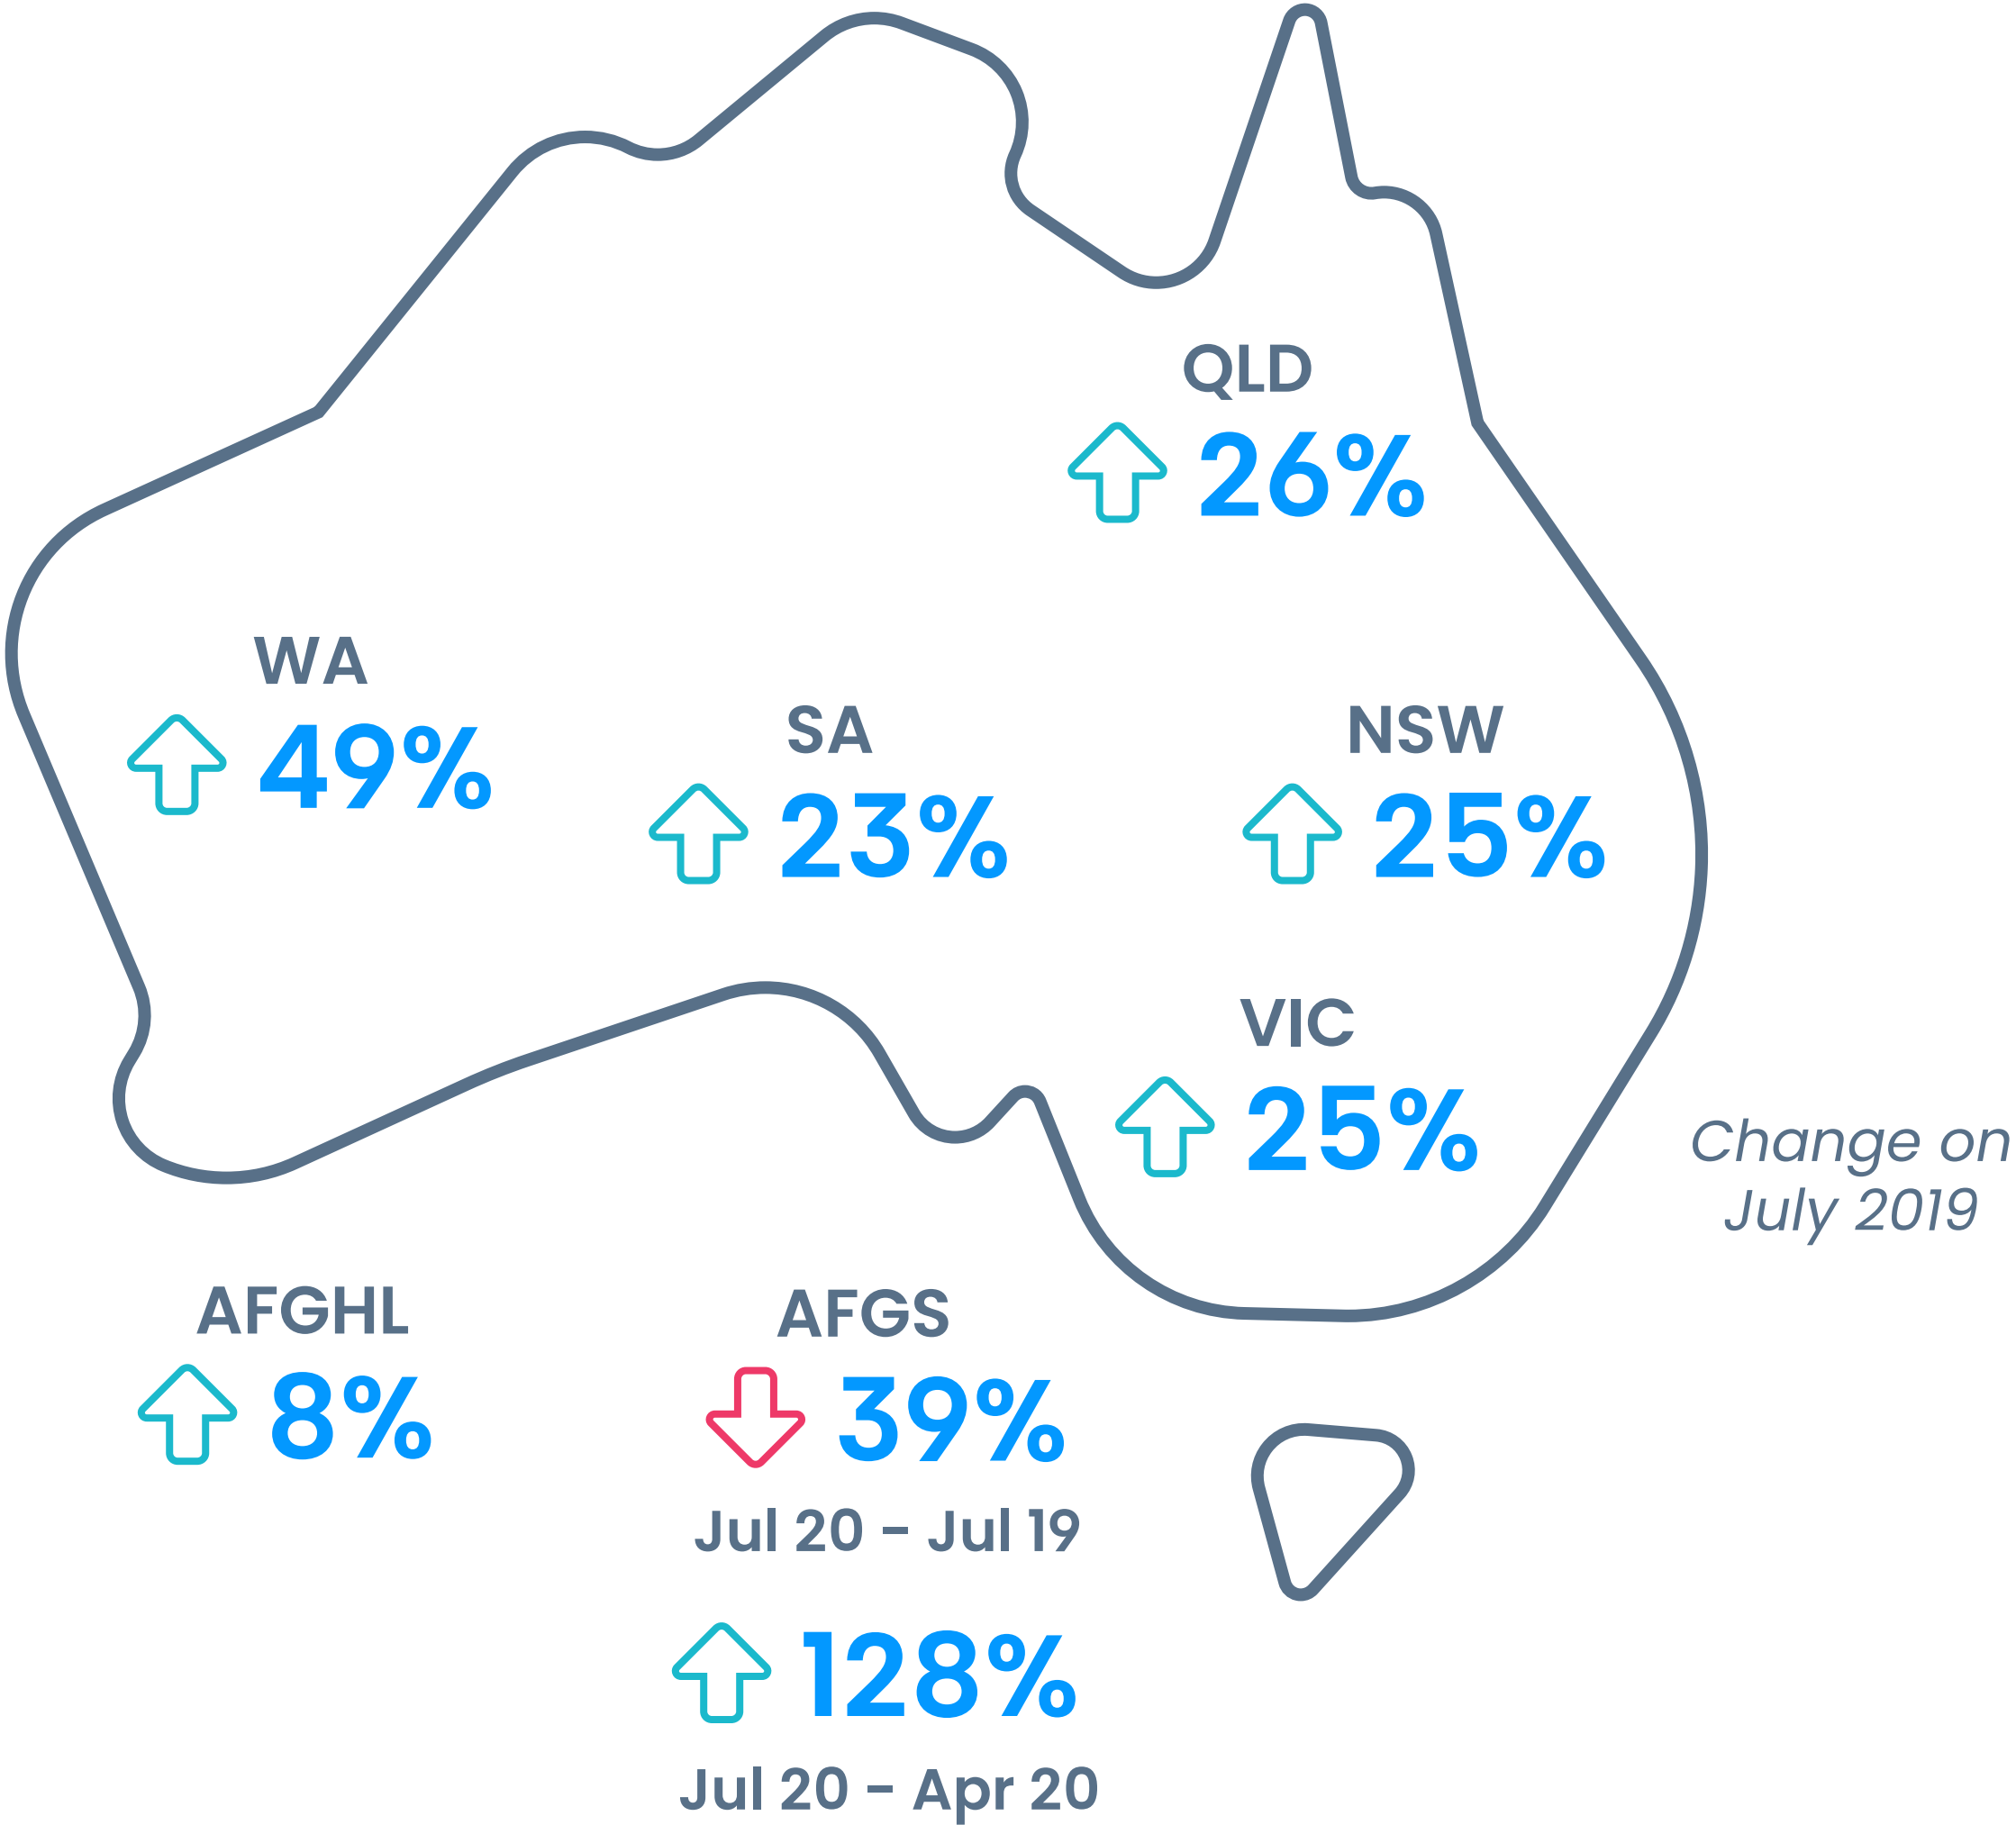 QLD
26%
WA
49%
SA
23%
NSW
25%
VIC
25%
Change on
July 2019
AFGHL
8%
AFGS
39%
Jul 20 – Jul 19
128%
Jul 20 – Apr 20